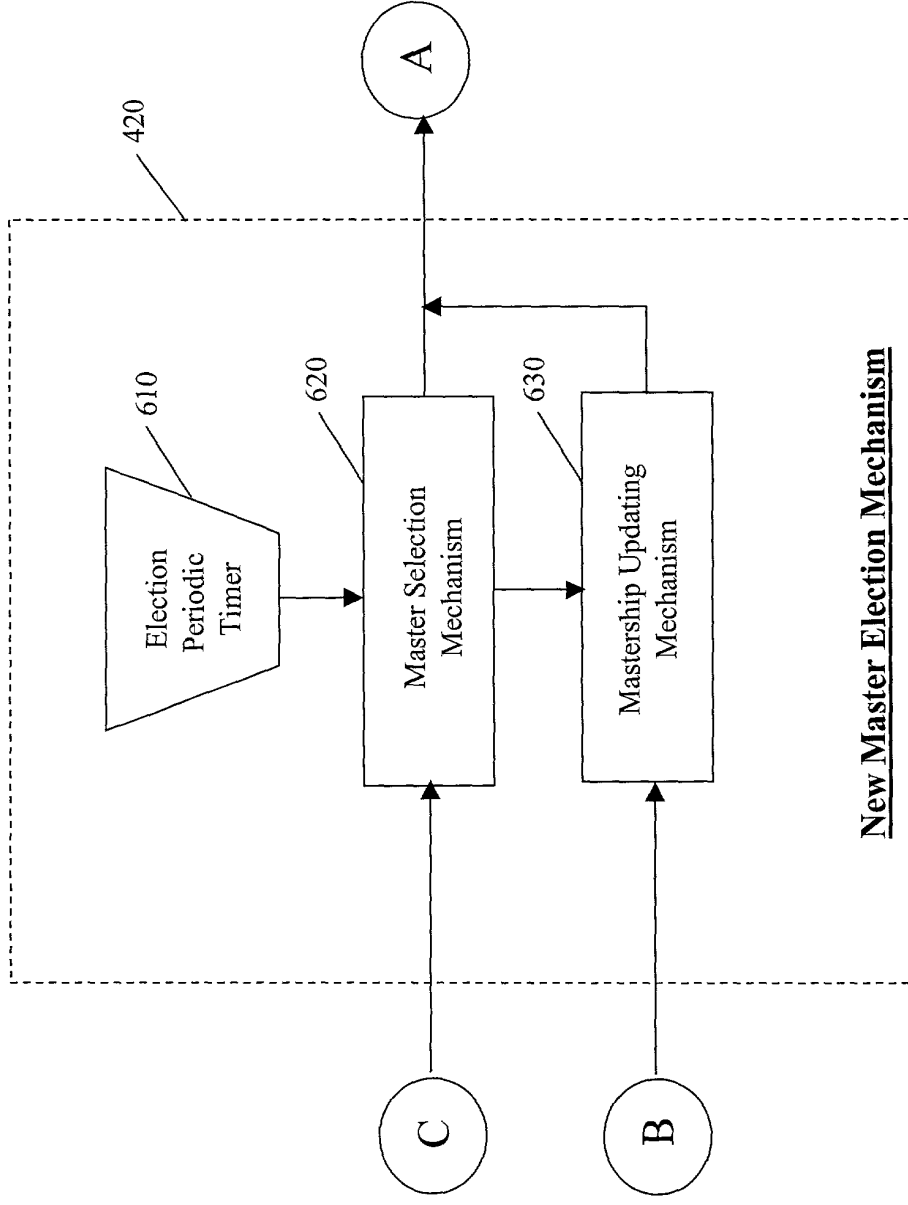 420
A
610
Election
Periodic
Timer
620
Master Selection
Mechanism
630
Mastership Updating
Mechanism
C
B
New Master Election Mechanism